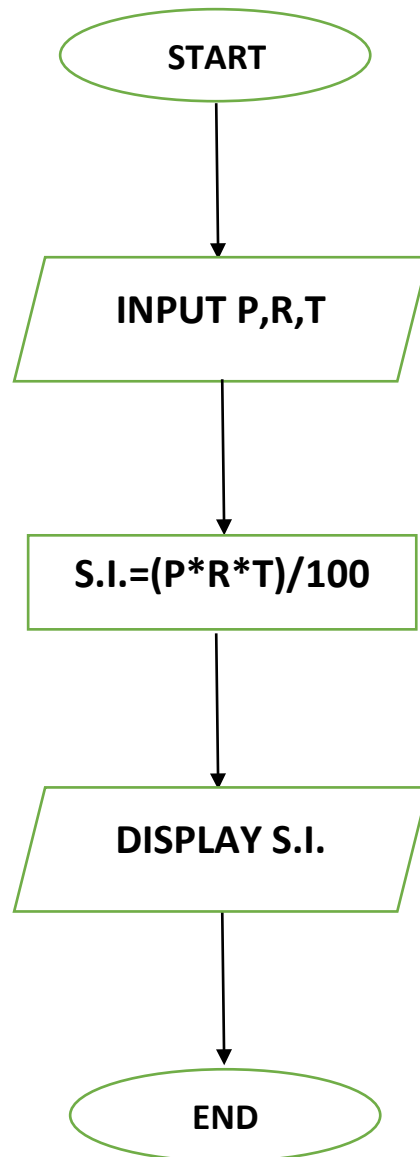 START
INPUT P,R,T
S.I.=(P*R*T)/100
DISPLAY S.I.
END